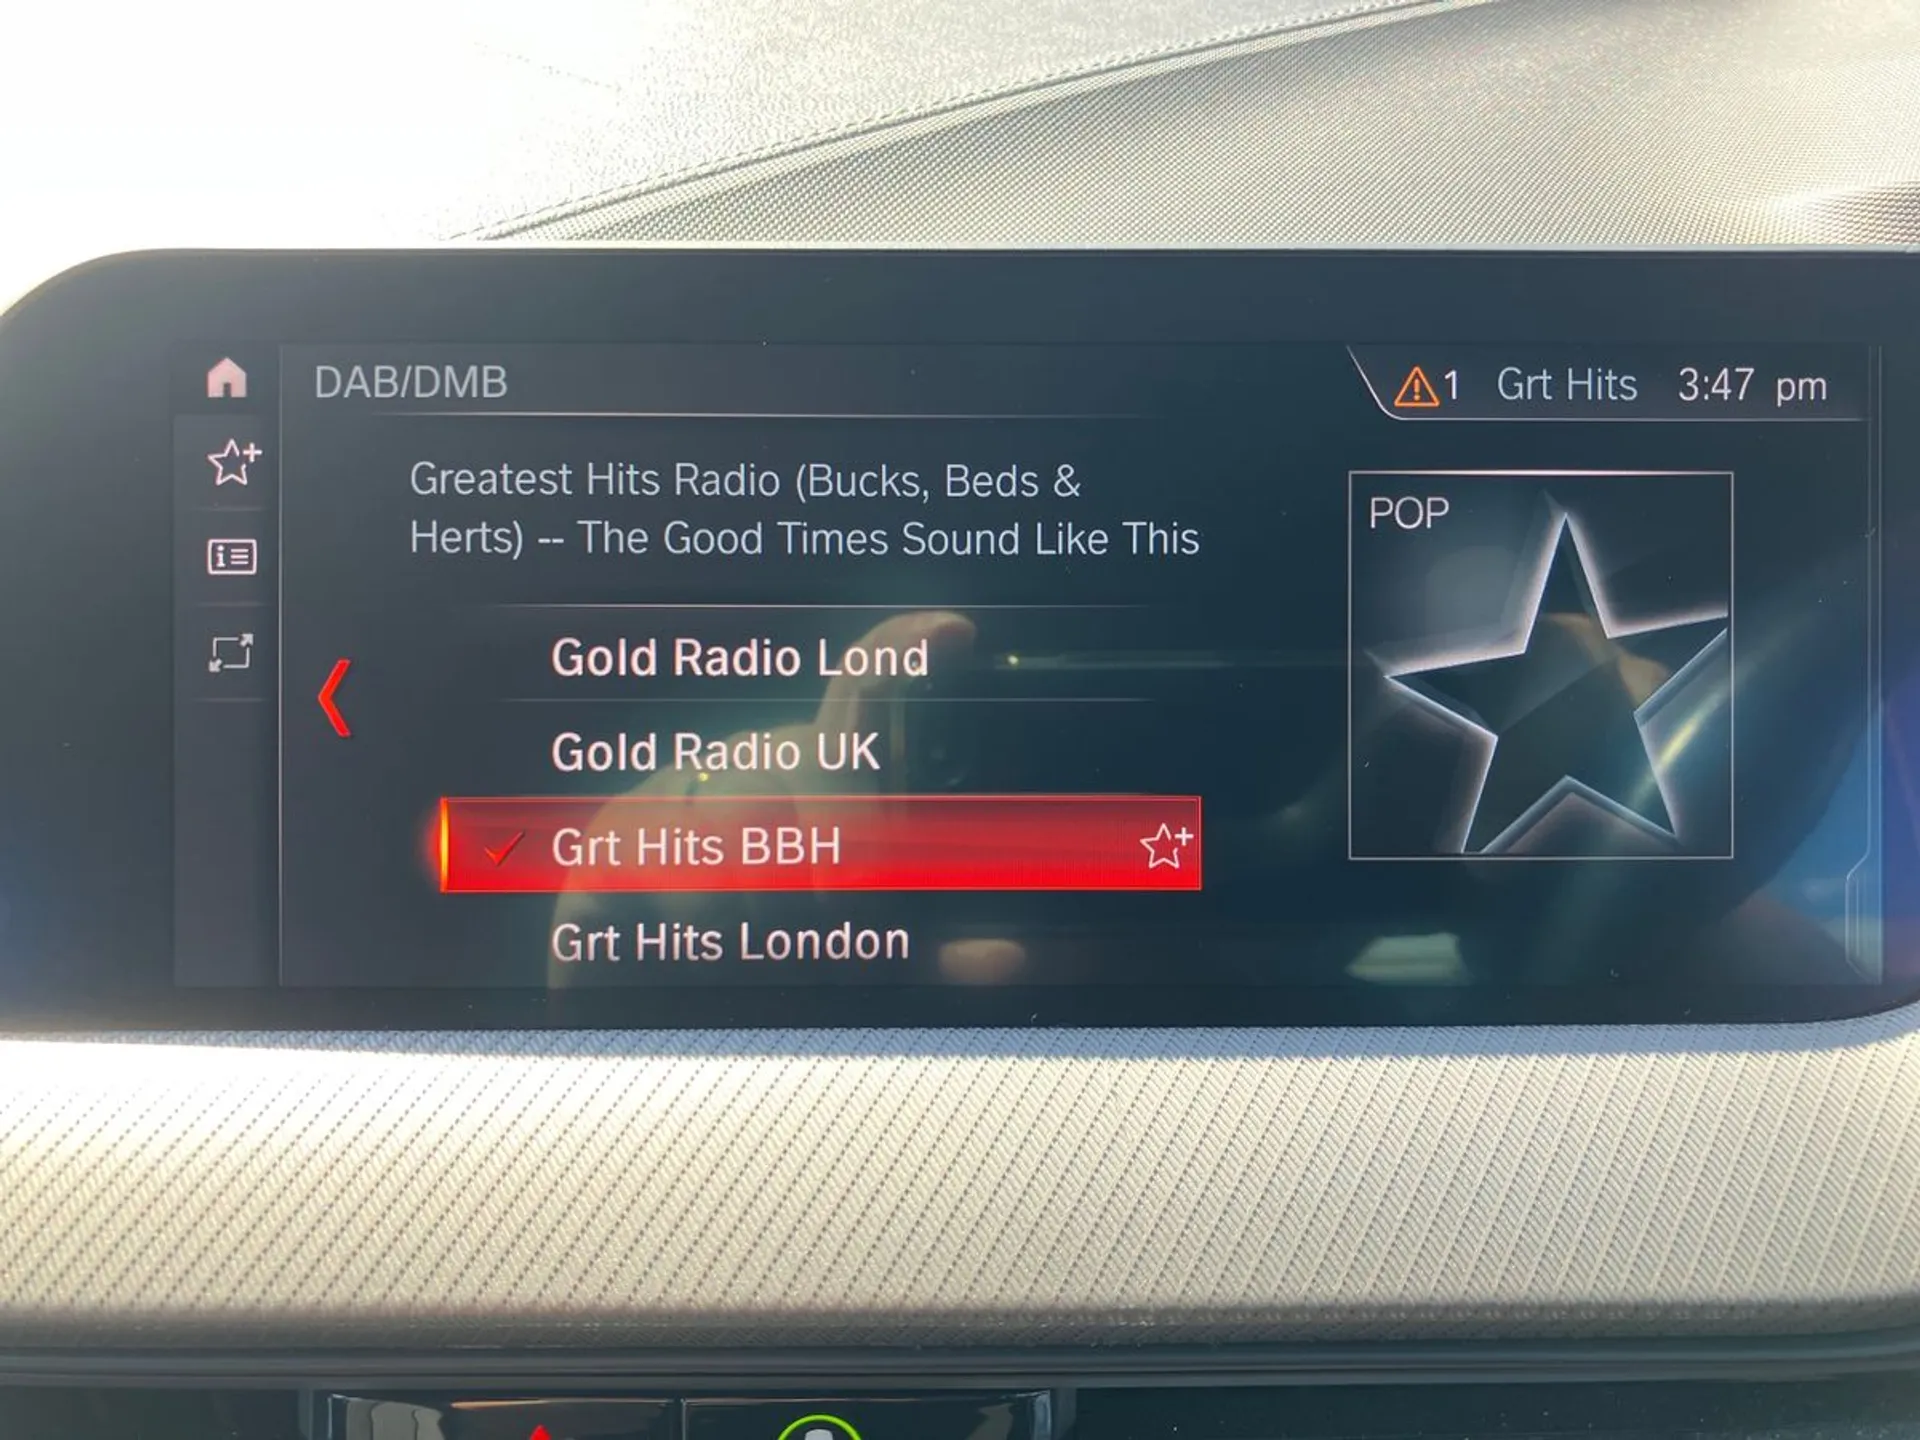 DAB/DMB
1 Grt Hits 3:47 pm
Greatest Hits Radio (Bucks, Beds &
Herts) -- The Good Times Sound Like This
POP
Gold Radio Lond
Gold Radio UK
Grt Hits BBH
Grt Hits London